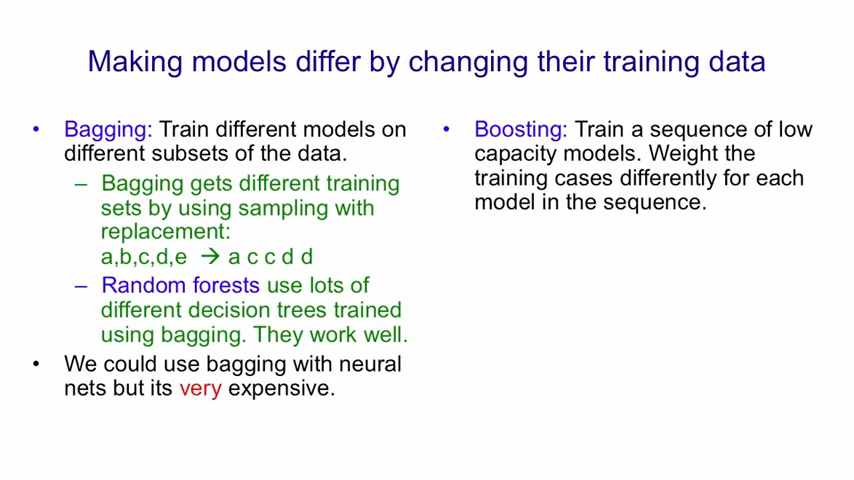 Making models differ by changing their training data
• Bagging: Train different models on
different subsets of the data.
– Bagging gets different training
sets by using sampling with
replacement:
a,b,c,d,e → a c c d d
– Random forests use lots of
different decision trees trained
using bagging. They work well.
• We could use bagging with neural
nets but its very expensive.
• Boosting: Train a sequence of low
capacity models. Weight the
training cases differently for each
model in the sequence.